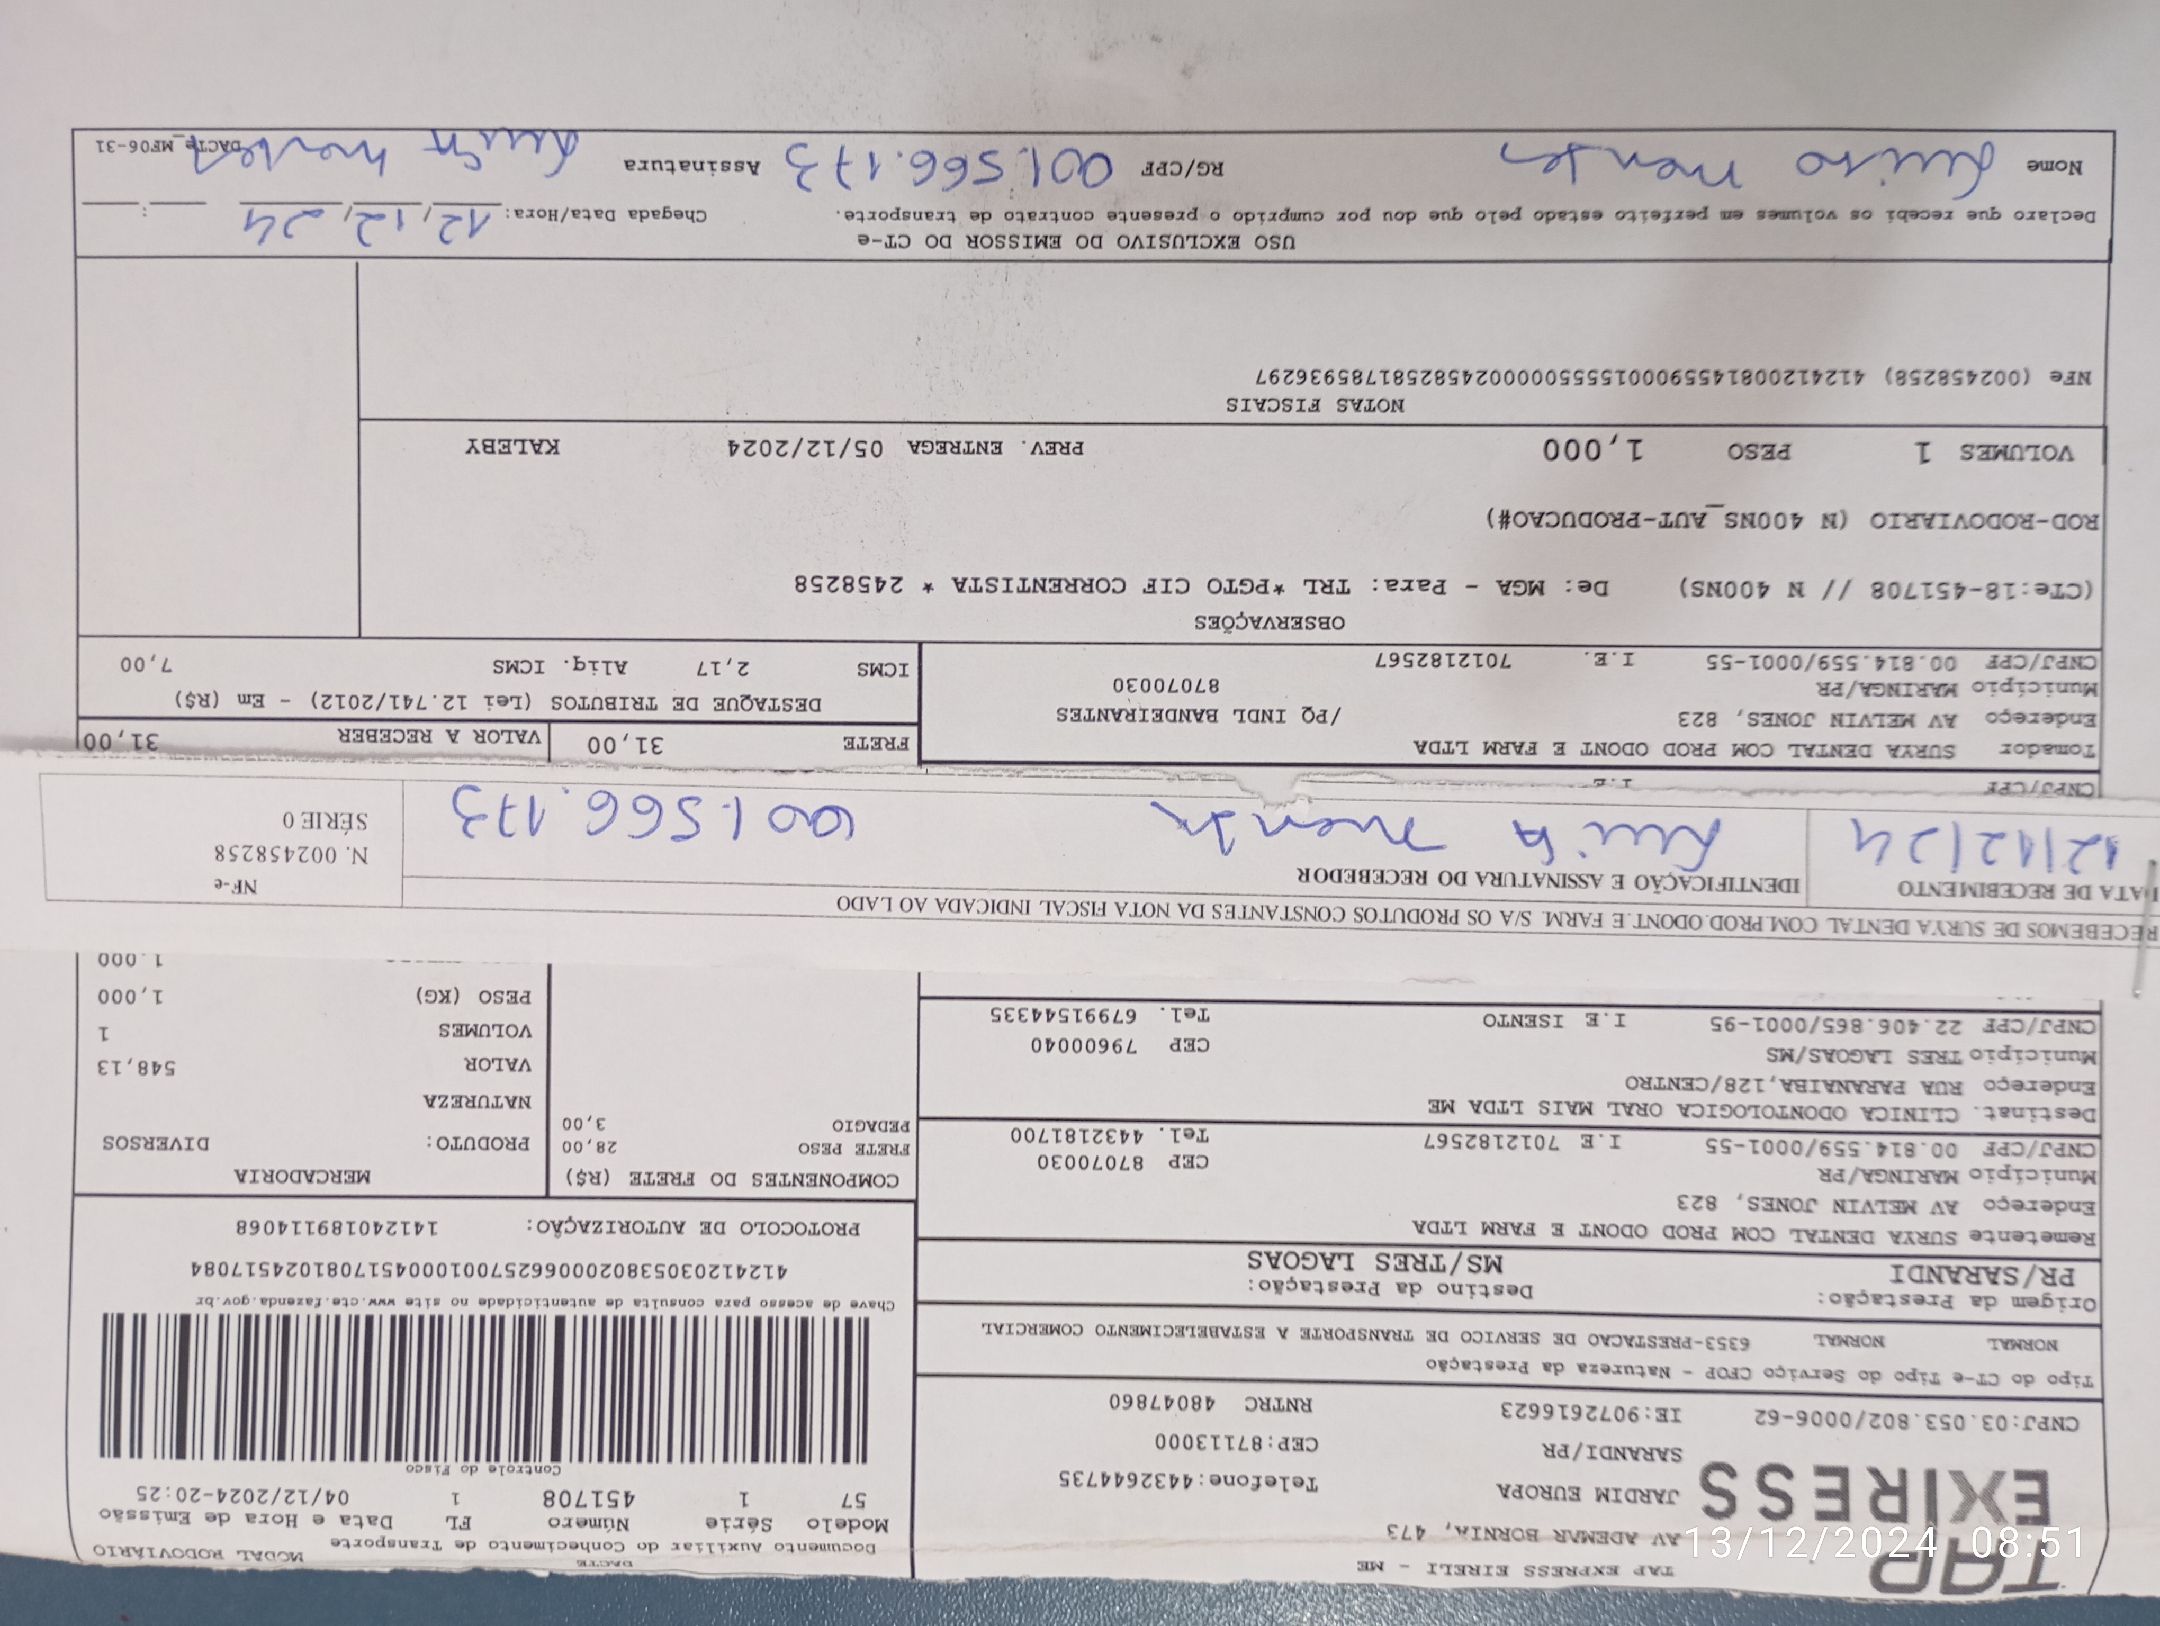 TAP EXPRESS EIRELI - ME
TAP
EXIRESS
AV ADEMAR BORNIA, 473
JARDIM EUROPA
Telefone:4432644735
SARANDI/PR
CEP:87113000
CNPJ:03.053.802/0006-62 IE:9072616623 RNTRC 48047860
DACTE
Documento Auxiliar do Conhecimento de Transporte
MODAL RODOVIÁRIO
Modelo Série Número FL Data e Hora de Emissão
57 1 451708 1 04/12/2024-20:25
Controle do Fisco
Chave de acesso para consulta de autenticidade no site www.cte.fazenda.gov.br
41241203053802000662570010004517081024517084
PROTOCOLO DE AUTORIZAÇÃO: 141240189114068
Tipo do CT-e Tipo do Serviço CFOP - Natureza da Prestação
NORMAL NORMAL 6353-PRESTACAO DE SERVICO DE TRANSPORTE A ESTABELECIMENTO COMERCIAL
Origem da Prestação: Destino da Prestação:
PR/SARANDI MS/TRES LAGOAS
Remetente SURYA DENTAL COM PROD ODONT E FARM LTDA
Endereço AV MELVIN JONES, 823
Município MARINGA/PR CEP 87070030
CNPJ/CPF 00.814.559/0001-55 I.E 7012182567 Tel. 4432181700
Destinat. CLINICA ODONTOLOGICA ORAL MAIS LTDA ME
Endereço RUA PARANAIBA,128/CENTRO
Município TRES LAGOAS/MS CEP 79600040
CNPJ/CPF 22.406.865/0001-95 I.E ISENTO Tel. 67991544335
COMPONENTES DO FRETE (R$)
FRETE PESO 28,00
PEDAGIO 3,00
MERCADORIA
PRODUTO: DIVERSOS
NATUREZA
VALOR 548,13
VOLUMES 1
PESO (KG) 1,000
1.000
RECEBEMOS DE SURYA DENTAL COM.PROD.ODONT.E FARM. S/A OS PRODUTOS CONSTANTES DA NOTA FISCAL INDICADA AO LADO
DATA DE RECEBIMENTO IDENTIFICAÇÃO E ASSINATURA DO RECEBEDOR
12/12/24 001.566.173
NF-e
N. 002458258
SÉRIE 0
CNPJ/CPF I.E
Tomador SURYA DENTAL COM PROD ODONT E FARM LTDA
Endereço AV MELVIN JONES, 823 /PQ INDL BANDEIRANTES
Município MARINGA/PR 87070030
CNPJ/CPF 00.814.559/0001-55 I.E. 7012182567
FRETE 31,00 VALOR A RECEBER 31,00
DESTAQUE DE TRIBUTOS (Lei 12.741/2012) - Em (R$)
ICMS 2,17 Aliq. ICMS 7,00
OBSERVAÇÕES
(CTe:18-451708 // N 400NS) De: MGA - Para: TRL *PGTO CIF CORRENTISTA * 2458258
ROD-RODOVIARIO (N 400NS_AUT-PRODUCAO#)
VOLUMES 1 PESO 1,000 PREV. ENTREGA 05/12/2024 KALEBY
NOTAS FISCAIS
NFe (002458258) 41241200814559000155550000024582581785936297
USO EXCLUSIVO DO EMISSOR DO CT-e
Declaro que recebi os volumes em perfeito estado pelo que dou por cumprido o presente contrato de transporte.
Chegada Data/Hora: 12/12/24 :
Nome RG/CPF 001.566.173 Assinatura
DACTE_MF06-31
13/12/2024 08:51